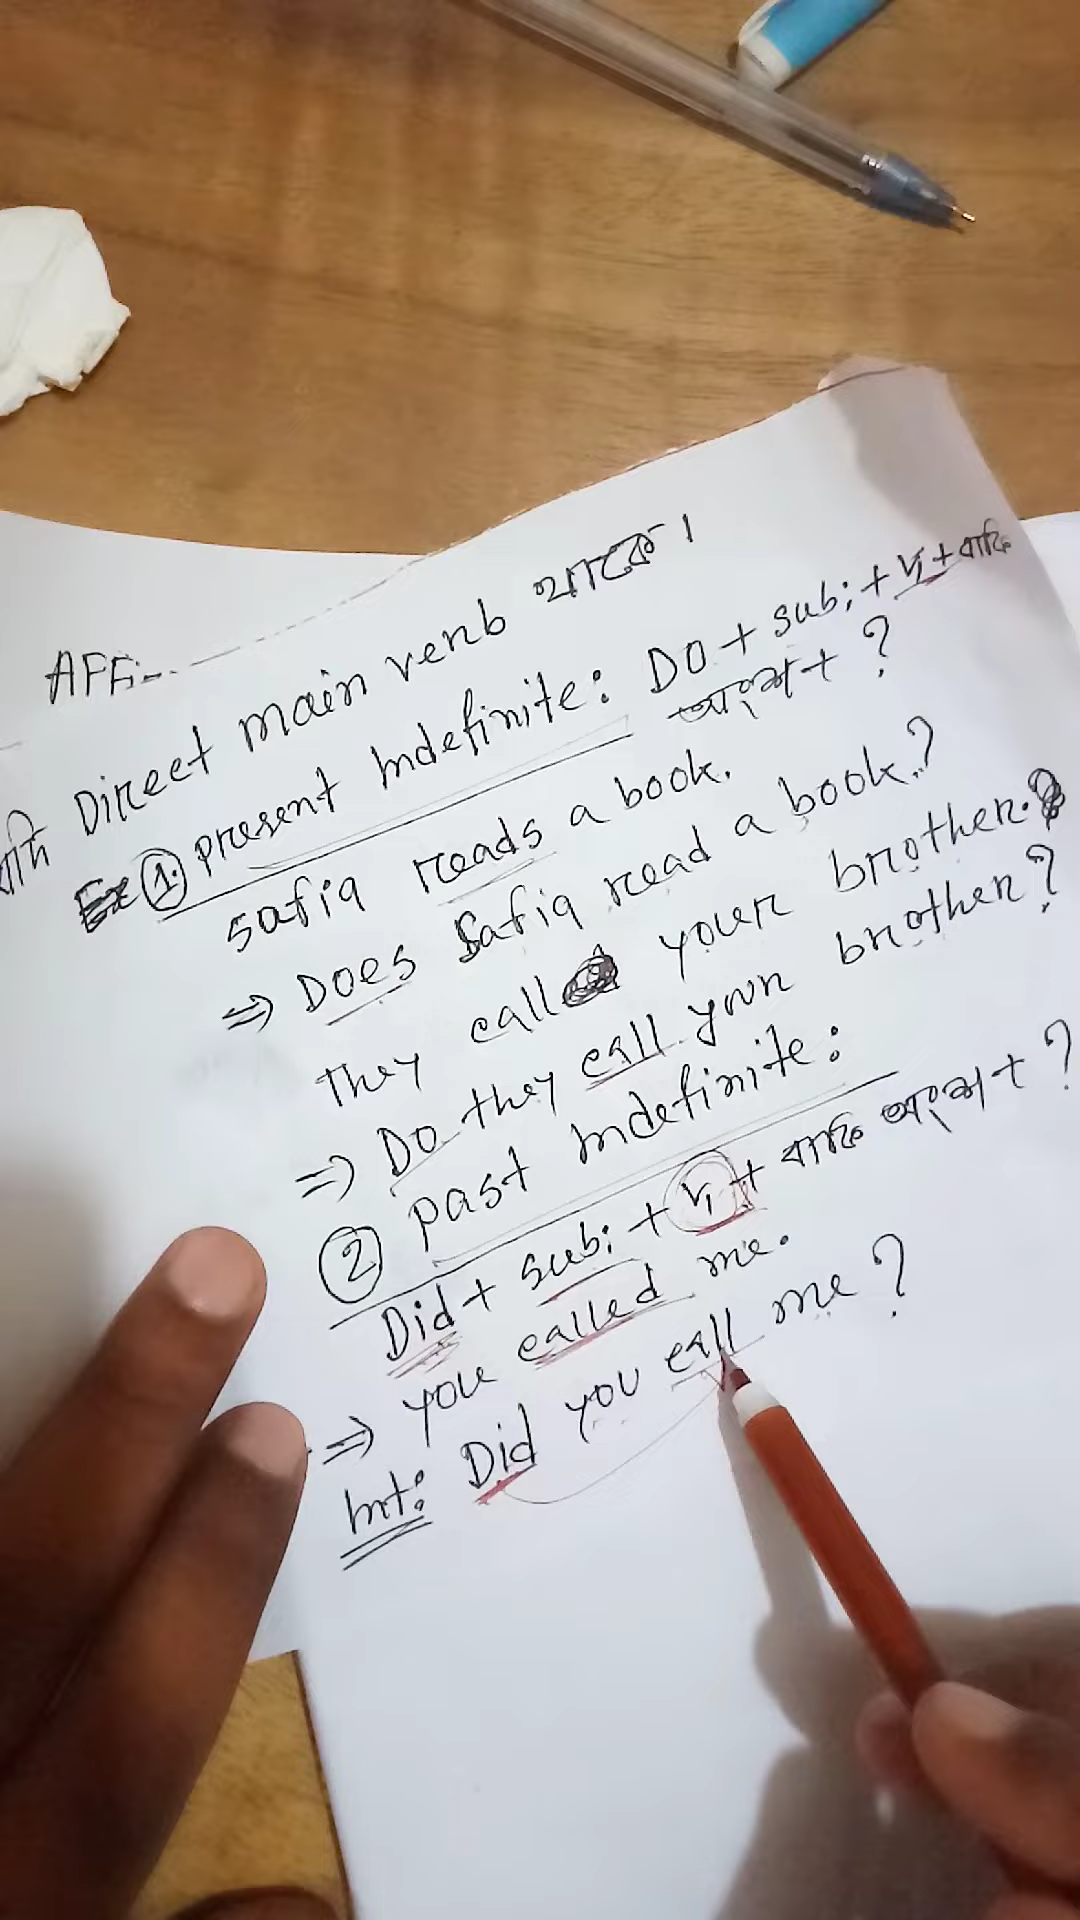 AFF:-
যদি Direct main verb থাকে।
① Present Indefinite: DO + sub: + V₁ + বাকি
অংশ + ?
Safiq reads a book.
⇒ Does Safiq read a book?
They call your brother.
⇒ Do they call your brother?
② Past Indefinite:
Did + sub: + V₁ + বাকি অংশ + ?
⇒ you called me.
Int: Did you call me ?